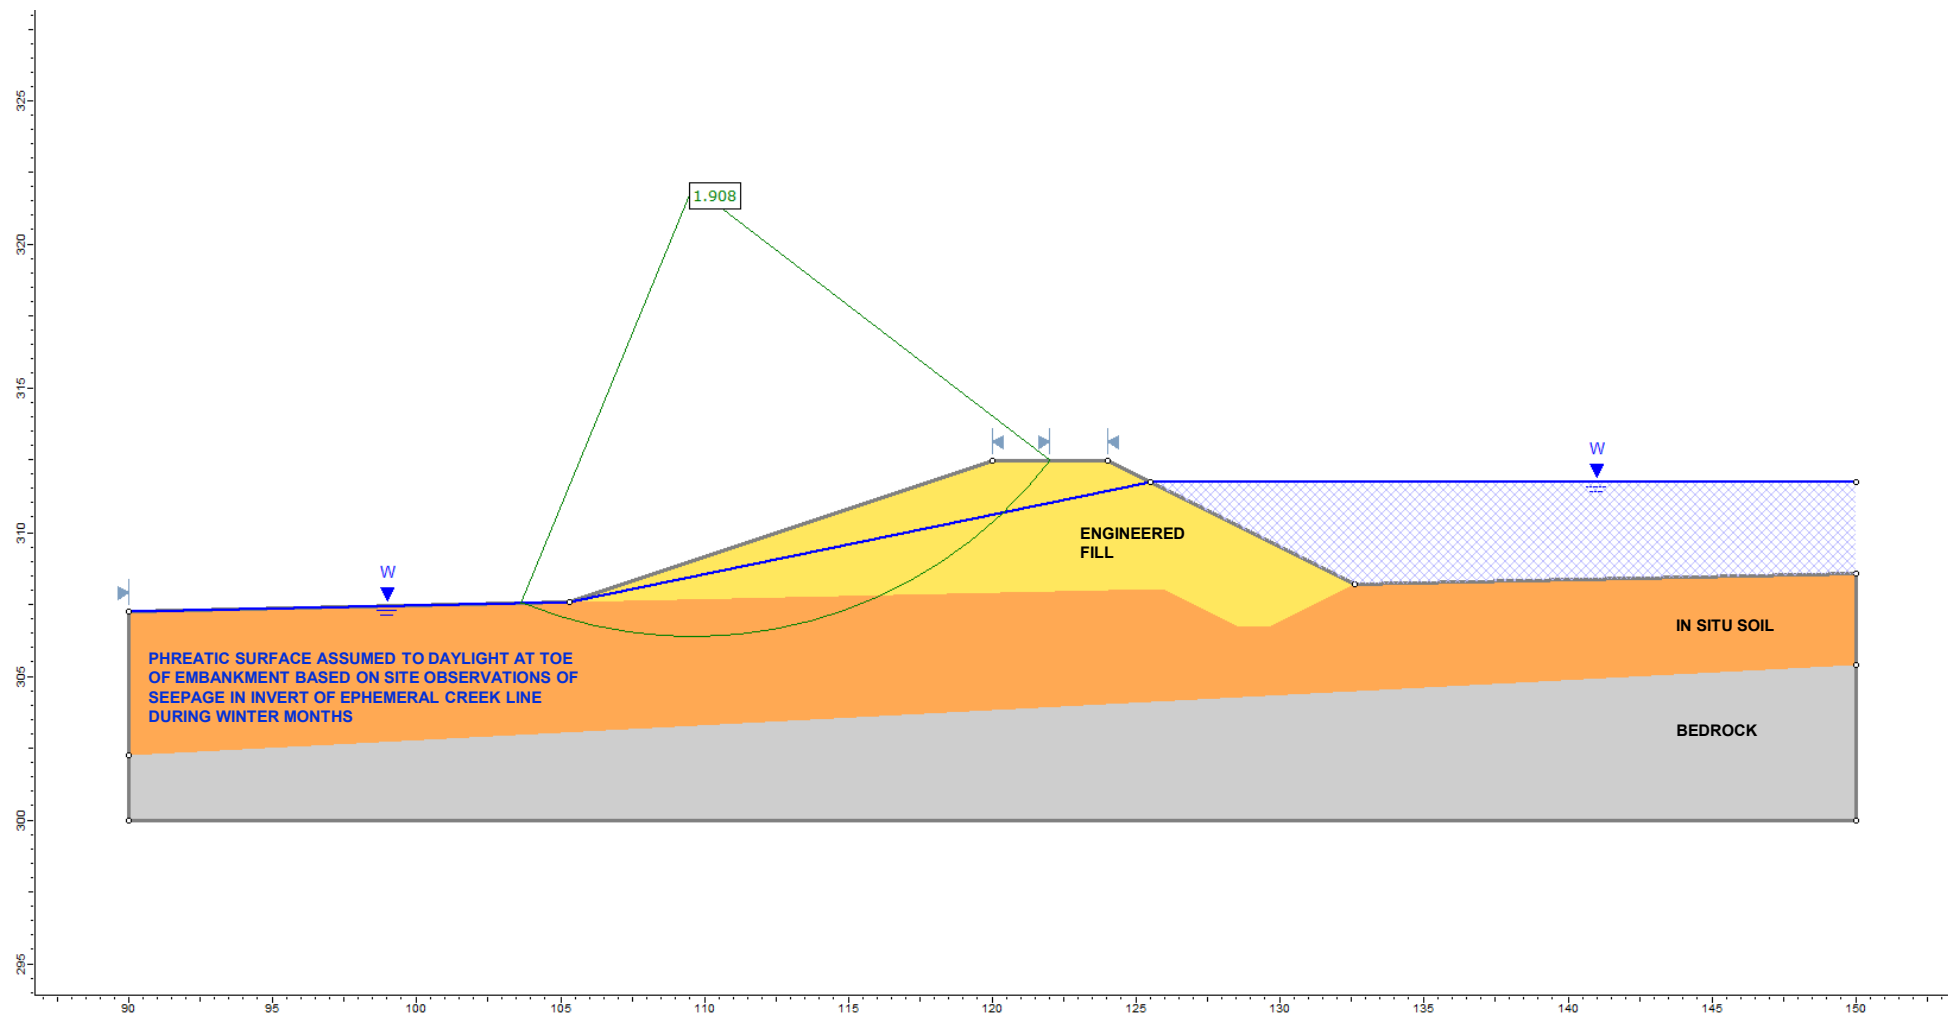 325
320
315
310
305
300
295
1.908
W
W
ENGINEERED
FILL
IN SITU SOIL
PHREATIC SURFACE ASSUMED TO DAYLIGHT AT TOE
OF EMBANKMENT BASED ON SITE OBSERVATIONS OF
SEEPAGE IN INVERT OF EPHEMERAL CREEK LINE
DURING WINTER MONTHS
BEDROCK
90 95 100 105 110 115 120 125 130 135 140 145 150